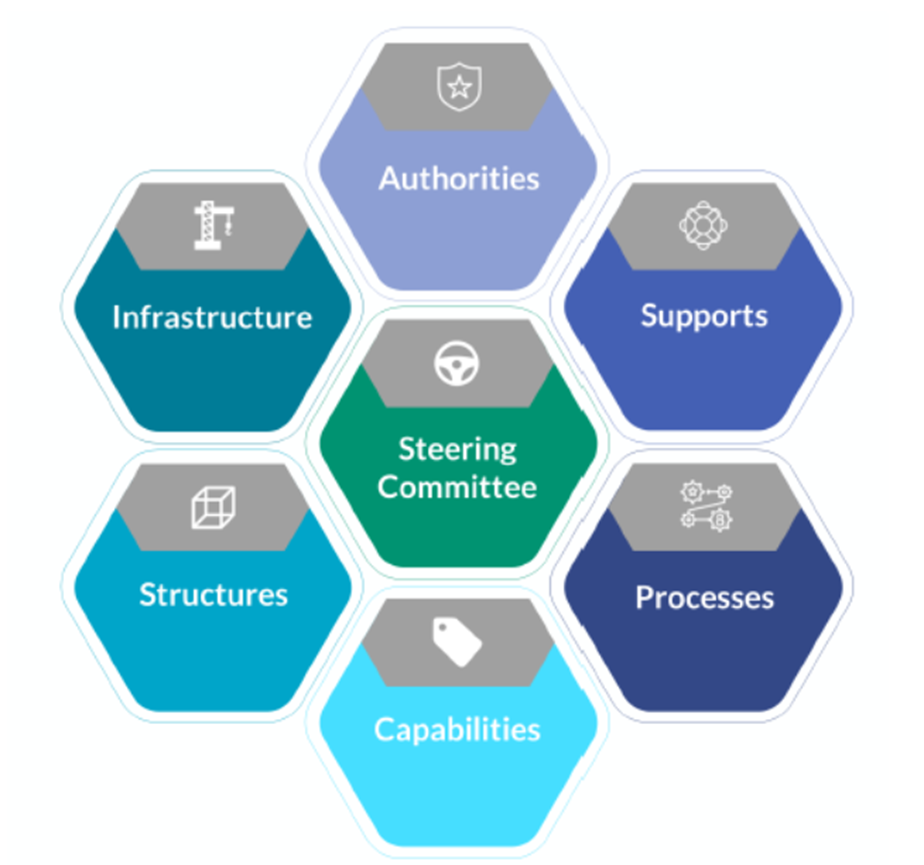 Authorities
Infrastructure
Supports
Steering
Committee
Structures
Processes
Capabilities